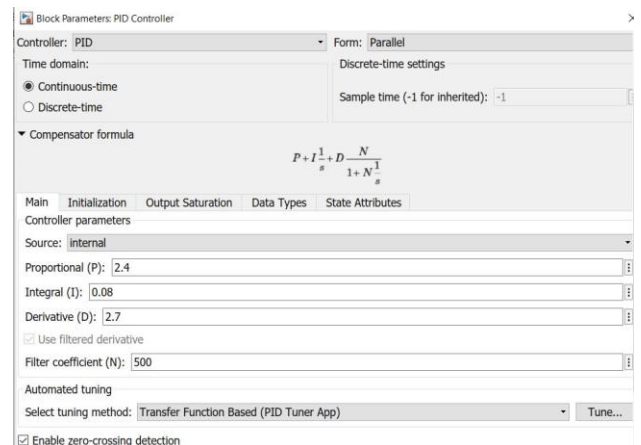 Block Parameters: PID Controller
Controller: PID Form: Parallel
Time domain: Discrete-time settings
Continuous-time
Discrete-time
Sample time (-1 for inherited): -1
Compensator formula
P+I 1/s + D N/(1+N 1/s)
Main Initialization Output Saturation Data Types State Attributes
Controller parameters
Source: internal
Proportional (P): 2.4
Integral (I): 0.08
Derivative (D): 2.7
Use filtered derivative
Filter coefficient (N): 500
Automated tuning
Select tuning method: Transfer Function Based (PID Tuner App) Tune...
Enable zero-crossing detection